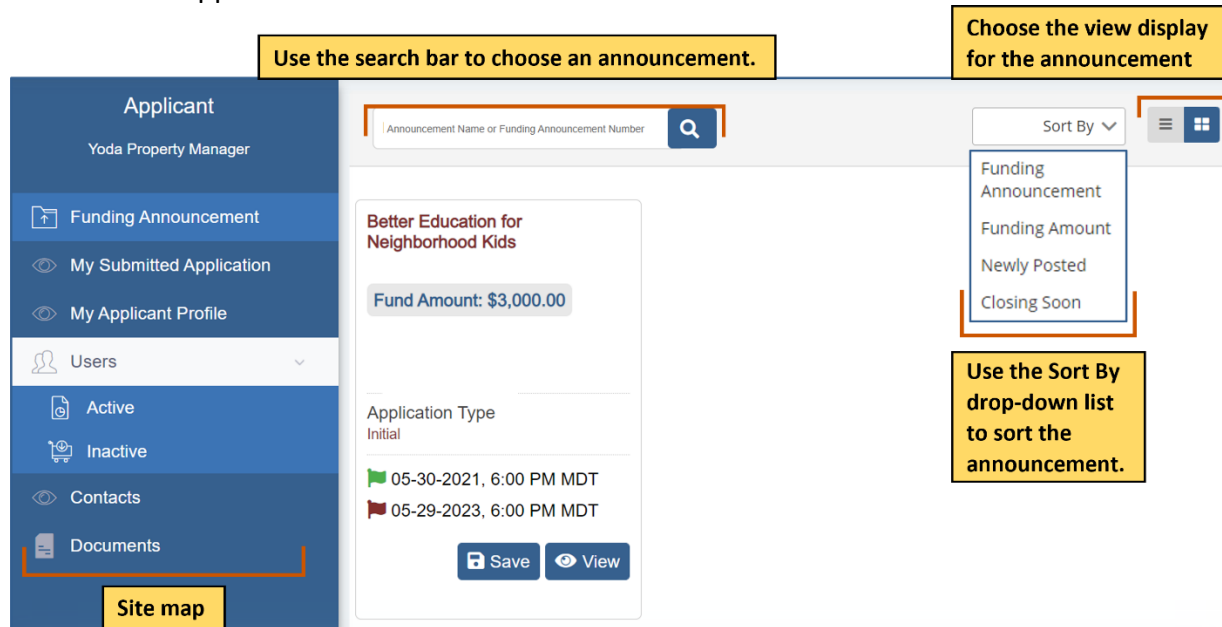 Use the search bar to choose an announcement.
Choose the view display
for the announcement
Applicant
Yoda Property Manager
Funding Announcement
My Submitted Application
My Applicant Profile
Users
Active
Inactive
Contacts
Documents
Site map
Announcement Name or Funding Announcement Number
Sort By
Funding
Announcement
Funding Amount
Newly Posted
Closing Soon
Use the Sort By
drop-down list
to sort the
announcement.
Better Education for
Neighborhood Kids
Fund Amount: $3,000.00
Application Type
Initial
05-30-2021, 6:00 PM MDT
05-29-2023, 6:00 PM MDT
Save
View